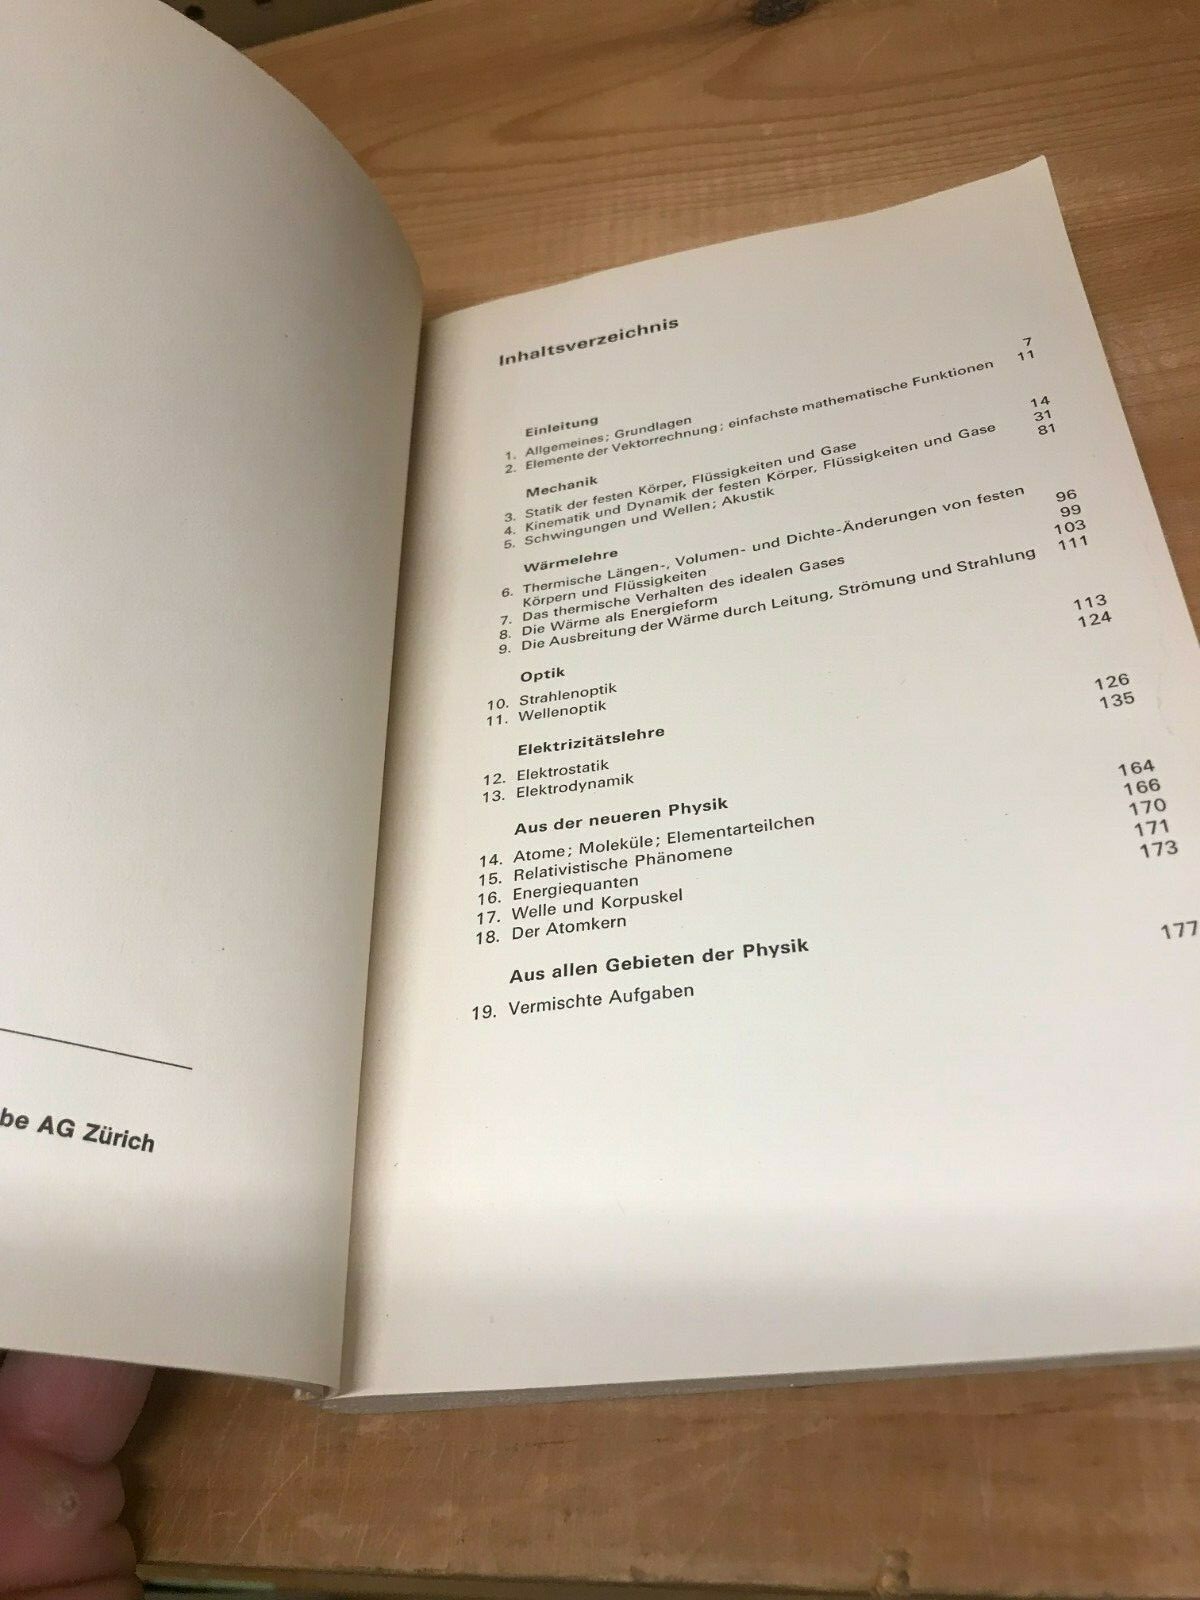 be AG Zürich
Inhaltsverzeichnis
Einleitung
1. Allgemeines; Grundlagen 7
2. Elemente der Vektorrechnung; einfachste mathematische Funktionen 11
Mechanik
3. Statik der festen Körper, Flüssigkeiten und Gase 14
4. Kinematik und Dynamik der festen Körper, Flüssigkeiten und Gase 31
5. Schwingungen und Wellen; Akustik 81
Wärmelehre
6. Thermische Längen-, Volumen- und Dichte-Änderungen von festen
Körpern und Flüssigkeiten 96
7. Das thermische Verhalten des idealen Gases 99
8. Die Wärme als Energieform 103
9. Die Ausbreitung der Wärme durch Leitung, Strömung und Strahlung 111
Optik
10. Strahlenoptik 113
11. Wellenoptik 124
Elektrizitätslehre
12. Elektrostatik 126
13. Elektrodynamik 135
Aus der neueren Physik
14. Atome; Moleküle; Elementarteilchen 164
15. Relativistische Phänomene 166
16. Energiequanten 170
17. Welle und Korpuskel 171
18. Der Atomkern 173
Aus allen Gebieten der Physik
19. Vermischte Aufgaben 177